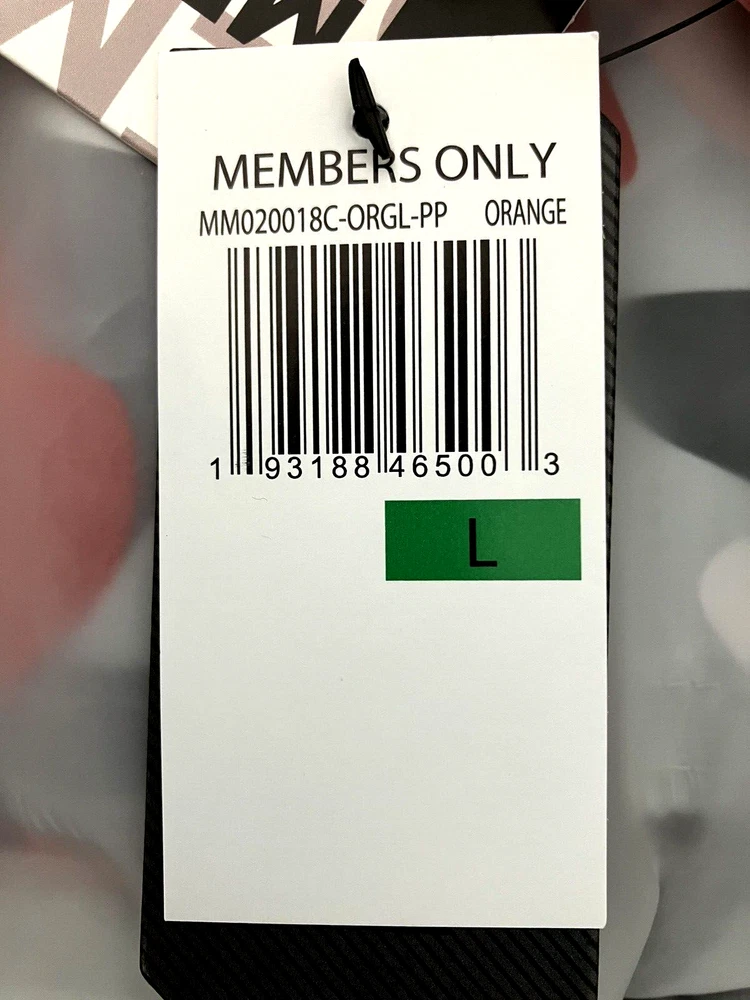 MEMBERS ONLY
MM020018C-ORGL-PP ORANGE
1 93188 46500 3
L